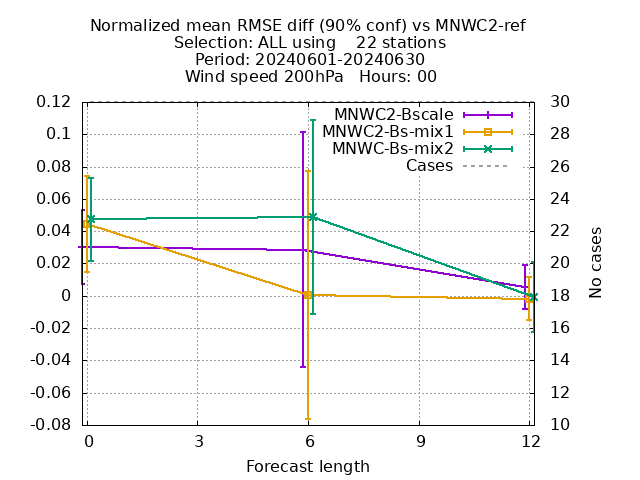 Normalized mean RMSE diff (90% conf) vs MNWC2-ref
Selection: ALL using    22 stations
Period: 20240601-20240630
Wind speed 200hPa   Hours: 00
MNWC2-Bscale
MNWC2-Bs-mix1
MNWC-Bs-mix2
Cases
0.12
0.1
0.08
0.06
0.04
0.02
0
-0.02
-0.04
-0.06
-0.08
30
28
26
24
22
20
18
16
14
12
10
No cases
0 3 6 9 12
Forecast length